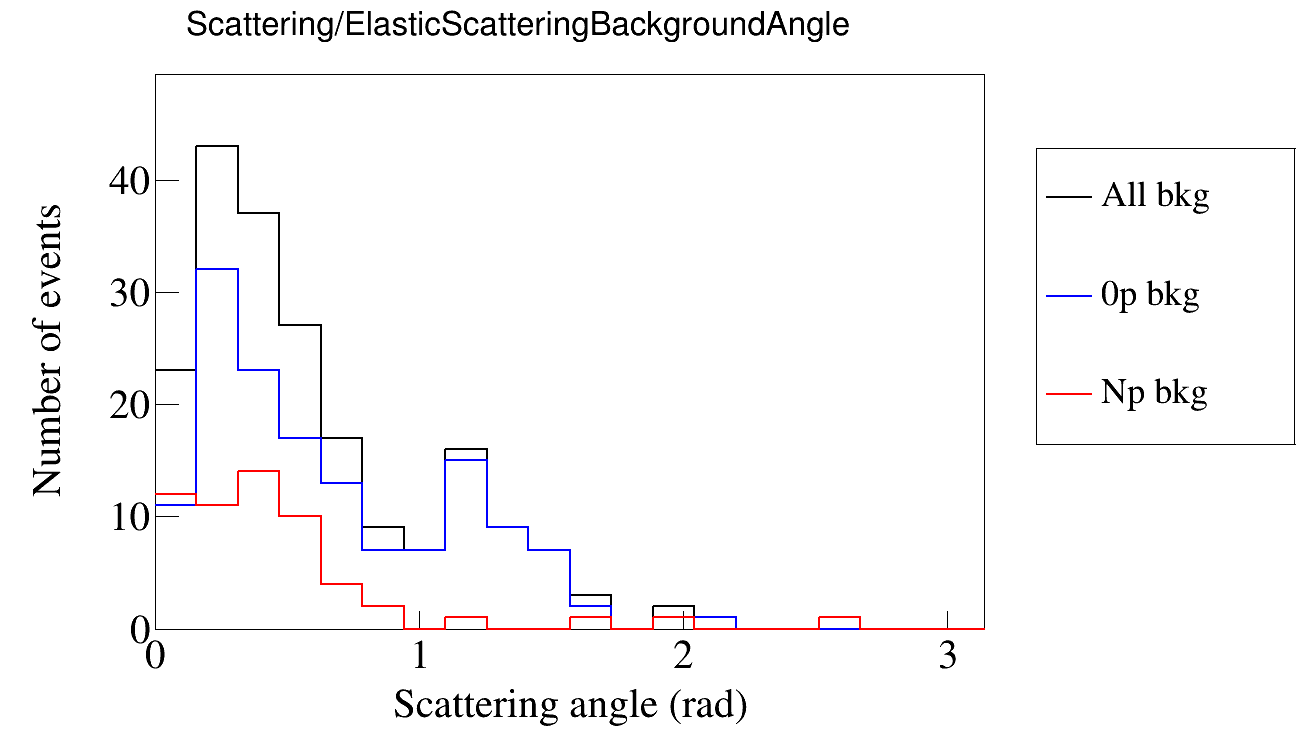 Scattering/ElasticScatteringBackgroundAngle
Number of events
40
30
20
10
0
0 1 2 3
Scattering angle (rad)
All bkg
0p bkg
Np bkg